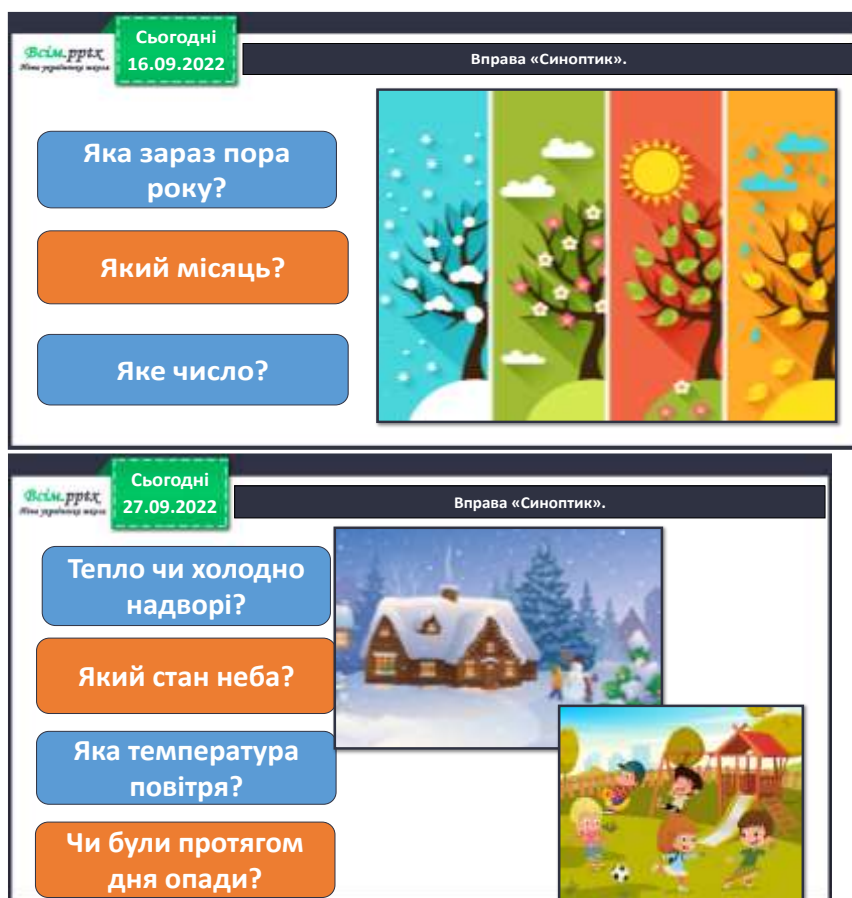 Всім.pptx
Нова українська школа
Сьогодні
16.09.2022
Вправа «Синоптик».
Яка зараз пора
року?
Який місяць?
Яке число?
Всім.pptx
Нова українська школа
Сьогодні
27.09.2022
Вправа «Синоптик».
Тепло чи холодно
надворі?
Який стан неба?
Яка температура
повітря?
Чи були протягом
дня опади?